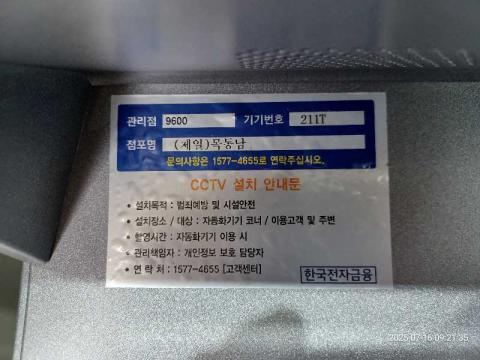 관리점 9600 기기번호 211T
점포명 (제일)목동남
문의사항은 1577-4655로 연락주십시오.
CCTV 설치 안내문
• 설치목적 : 범죄예방 및 시설안전
• 설치장소 / 대상 : 자동화기기 코너 / 이용고객 및 주변
• 촬영시간 : 자동화기기 이용 시
• 관리책임자 : 개인정보 보호 담당자
• 연 락 처 : 1577-4655 [고객센터]
한국전자금융
2025-07-16 09:21:35